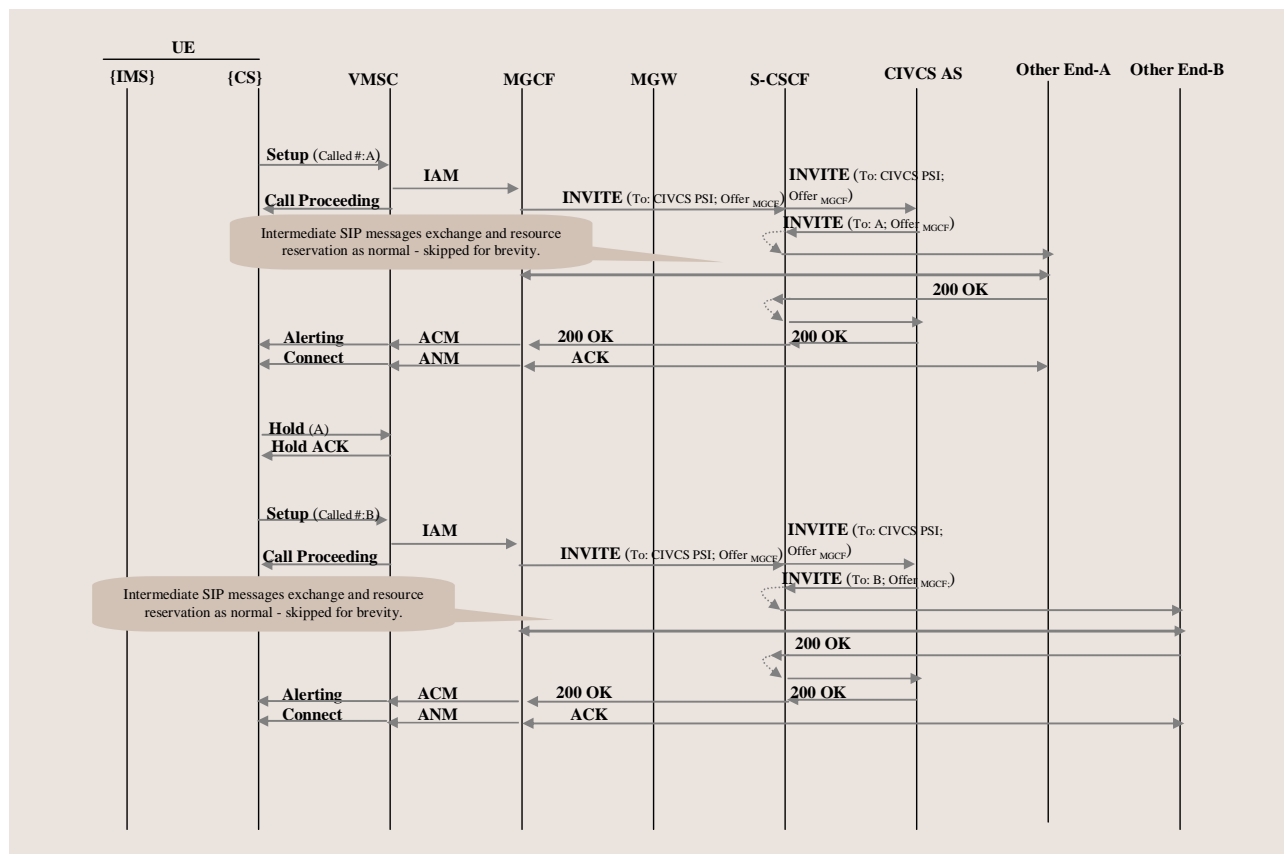 UE
{IMS} {CS} VMSC MGCF MGW S-CSCF CIVCS AS Other End-A Other End-B
Setup (Called #:A)
IAM
INVITE (To: CIVCS PSI;
Offer MGCF)
Call Proceeding
INVITE (To: CIVCS PSI; Offer MGCF)
INVITE (To: A; Offer MGCF)
Intermediate SIP messages exchange and resource
reservation as normal - skipped for brevity.
200 OK
Alerting ACM 200 OK 200 OK
Connect ANM ACK
Hold (A)
Hold ACK
Setup (Called #:B)
IAM
INVITE (To: CIVCS PSI;
Offer MGCF)
Call Proceeding
INVITE (To: CIVCS PSI; Offer MGCF)
INVITE (To: B; Offer MGCF:)
Intermediate SIP messages exchange and resource
reservation as normal - skipped for brevity.
200 OK
Alerting ACM 200 OK 200 OK
Connect ANM ACK